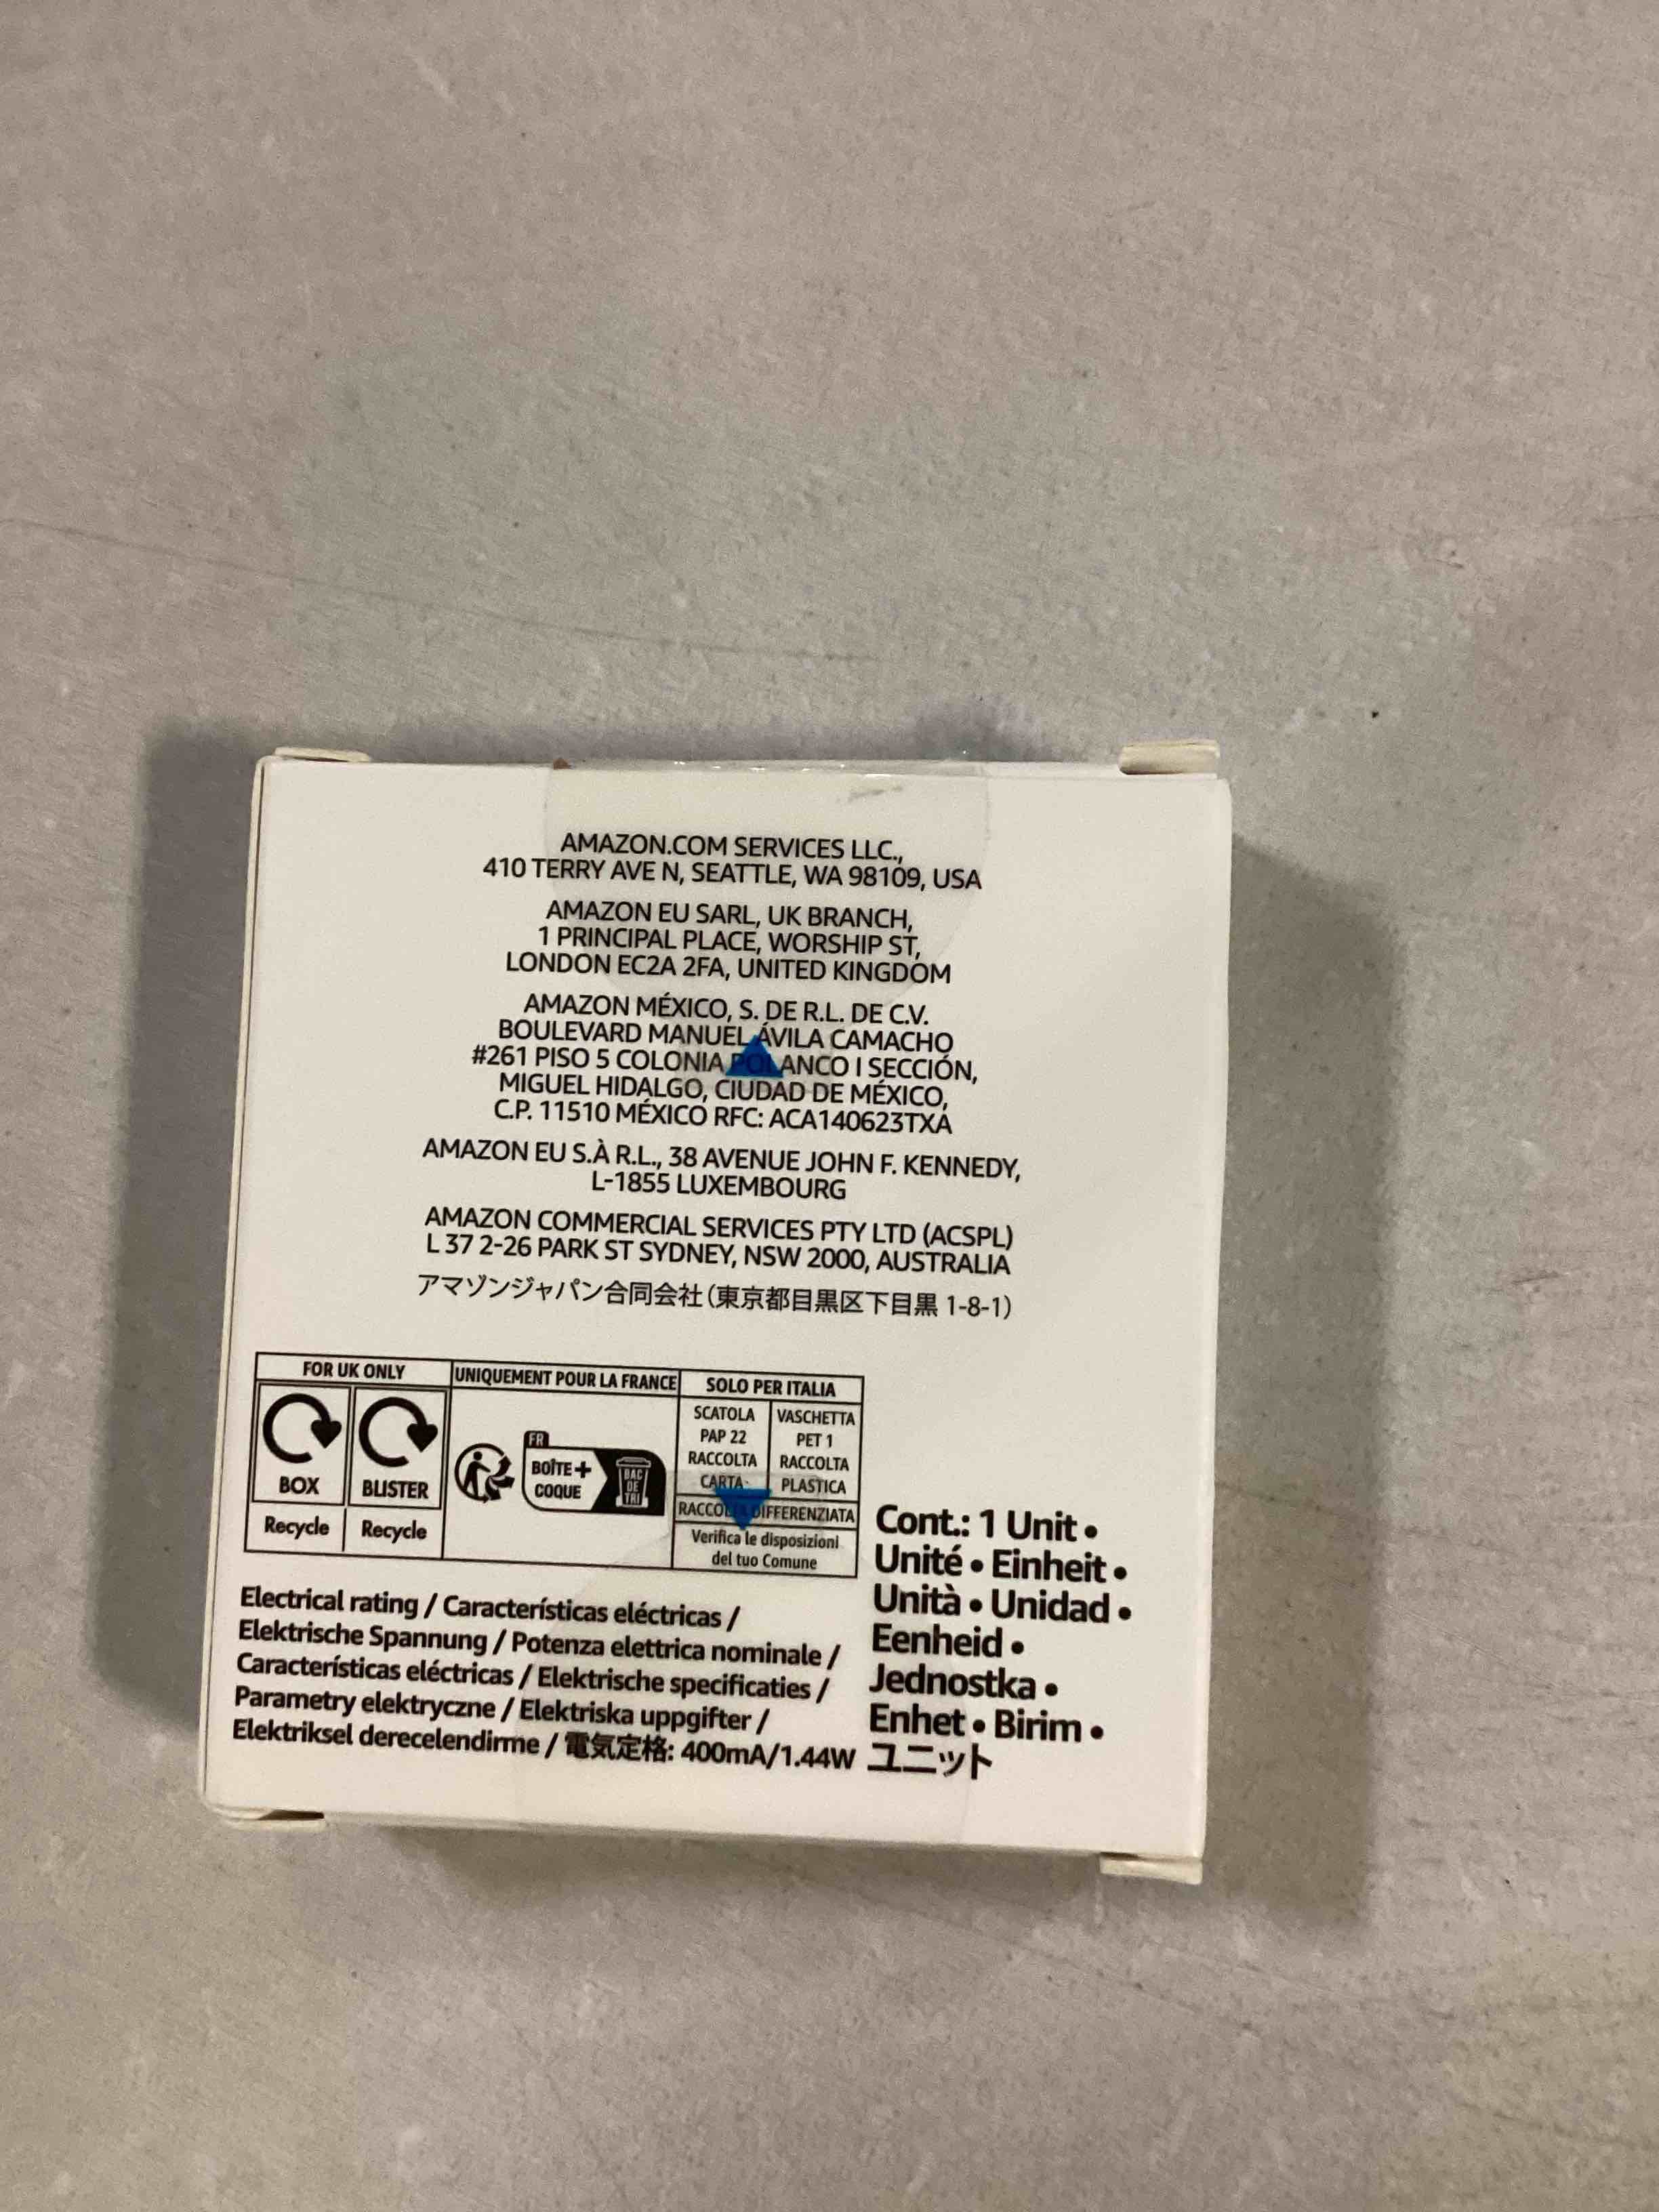 AMAZON.COM SERVICES LLC.,
410 TERRY AVE N, SEATTLE, WA 98109, USA
AMAZON EU SARL, UK BRANCH,
1 PRINCIPAL PLACE, WORSHIP ST,
LONDON EC2A 2FA, UNITED KINGDOM
AMAZON MÉXICO, S. DE R.L. DE C.V.
BOULEVARD MANUEL ÁVILA CAMACHO
#261 PISO 5 COLONIA POLANCO I SECCIÓN,
MIGUEL HIDALGO, CIUDAD DE MÉXICO,
C.P. 11510 MÉXICO RFC: ACA140623TXA
AMAZON EU S.À R.L., 38 AVENUE JOHN F. KENNEDY,
L-1855 LUXEMBOURG
AMAZON COMMERCIAL SERVICES PTY LTD (ACSPL)
L 37 2-26 PARK ST SYDNEY, NSW 2000, AUSTRALIA
アマゾンジャパン合同会社(東京都目黒区下目黒 1-8-1)
FOR UK ONLY
BOX
BLISTER
Recycle
Recycle
UNIQUEMENT POUR LA FRANCE
FR
BOÎTE +
COQUE
BAC
DE
TRI
SOLO PER ITALIA
SCATOLA
PAP 22
RACCOLTA
CARTA
VASCHETTA
PET 1
RACCOLTA
PLASTICA
RACCOLTA DIFFERENZIATA
Verifica le disposizioni
del tuo Comune
Electrical rating / Características eléctricas /
Elektrische Spannung / Potenza elettrica nominale /
Características eléctricas / Elektrische specificaties /
Parametry elektryczne / Elektriska uppgifter /
Elektriksel derecelendirme / 電気定格: 400mA/1.44W
Cont.: 1 Unit •
Unité • Einheit •
Unità • Unidad •
Eenheid •
Jednostka •
Enhet • Birim •
ユニット